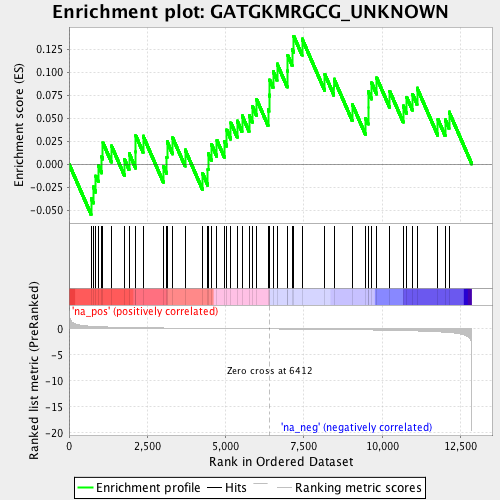 Enrichment plot: GATGKMRGCG_UNKNOWN
Enrichment score (ES)
0.125
0.100
0.075
0.050
0.025
0.000
-0.025
-0.050
'na_pos' (positively correlated)
Ranked list metric (PreRanked)
0
-5
-10
-15
-20
Zero cross at 6412
'na_neg' (negatively correlated)
0
2,500
5,000
7,500
10,000
12,500
Rank in Ordered Dataset
Enrichment profile
Hits
Ranking metric scores